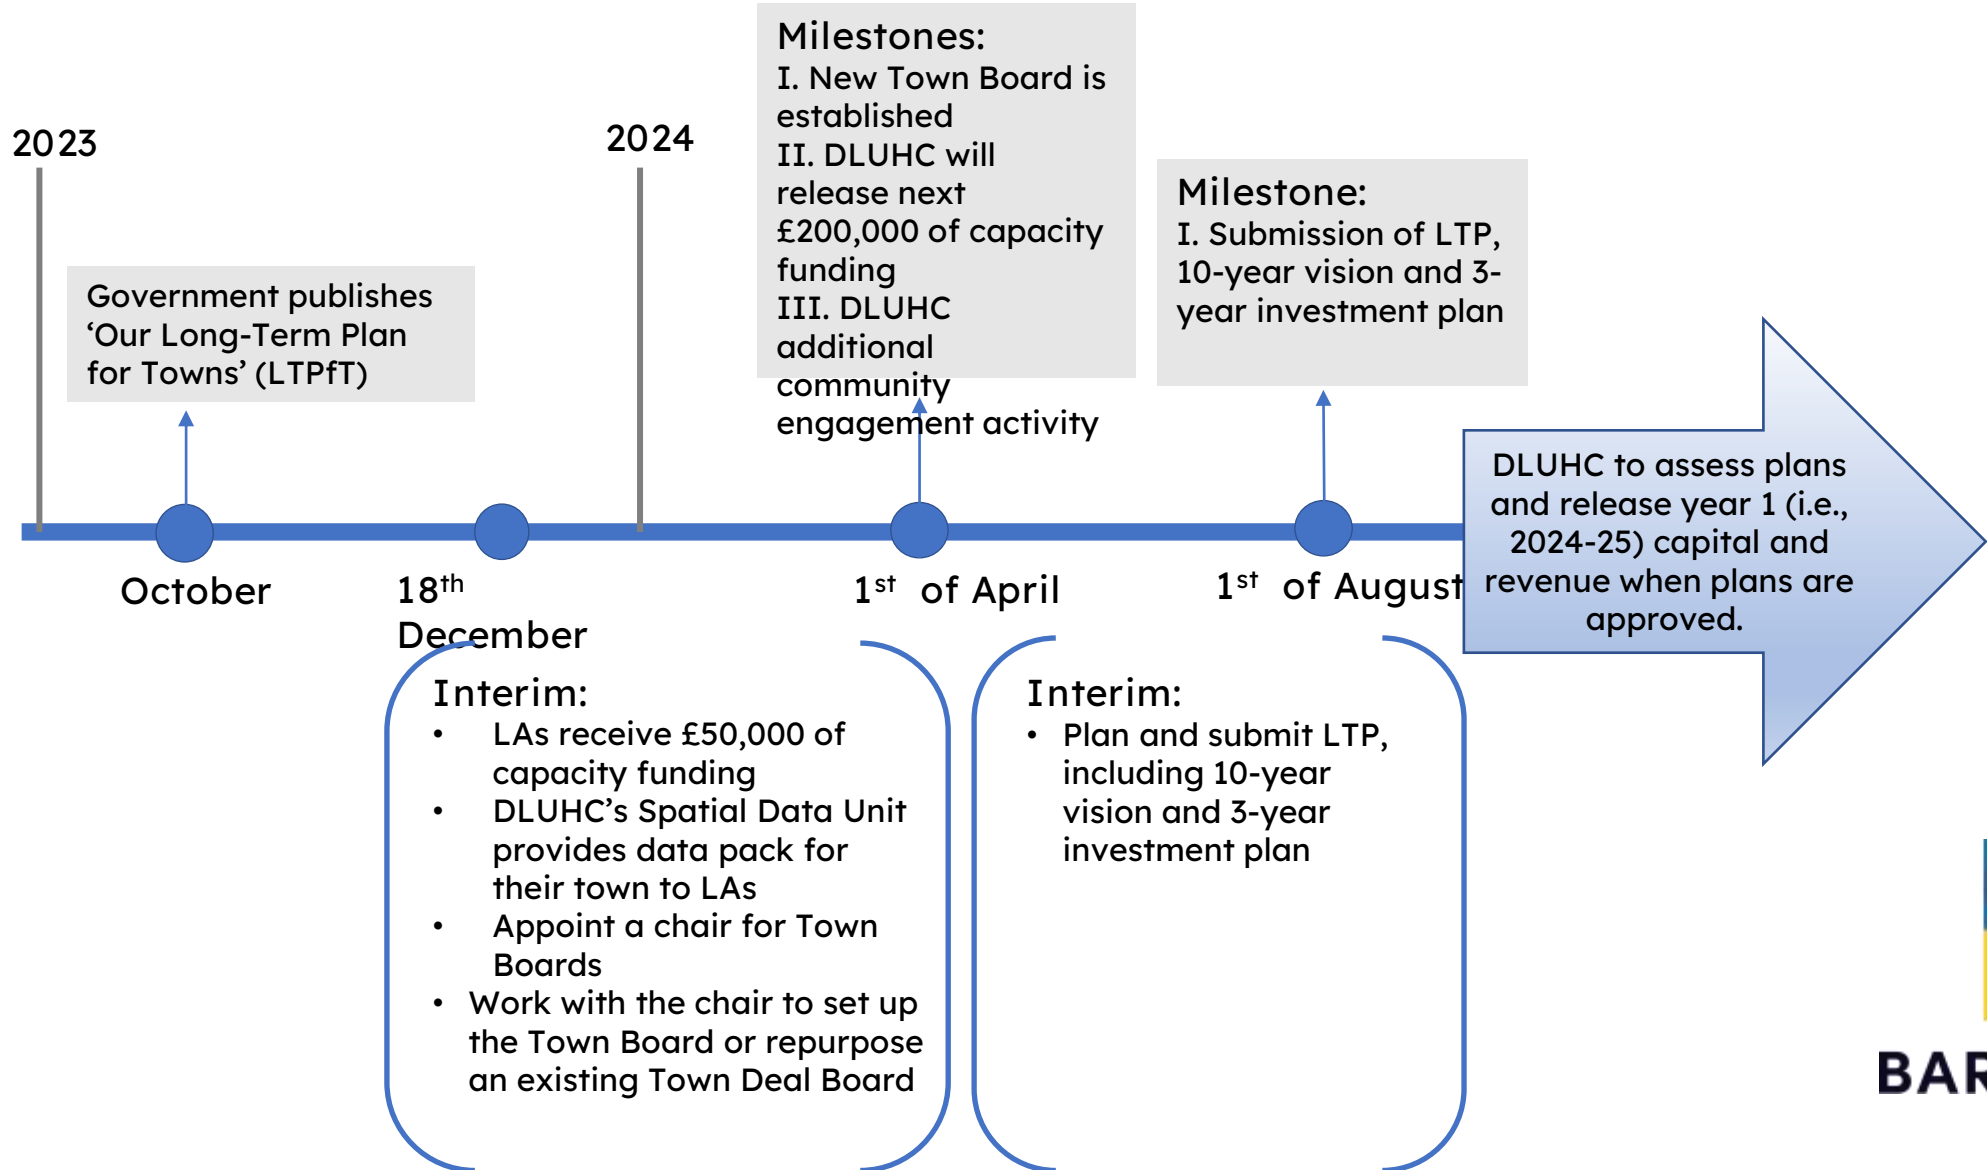 2023
Government publishes
‘Our Long-Term Plan
for Towns’ (LTPfT)
2024
Milestones:
I. New Town Board is
established
II. DLUHC will
release next
£200,000 of capacity
funding
III. DLUHC
additional
community
engagement activity
Milestone:
I. Submission of LTP,
10-year vision and 3-
year investment plan
October
18th
December
1st of April
1st of August
DLUHC to assess plans
and release year 1 (i.e.,
2024-25) capital and
revenue when plans are
approved.
Interim:
• LAs receive £50,000 of
capacity funding
• DLUHC’s Spatial Data Unit
provides data pack for
their town to LAs
• Appoint a chair for Town
Boards
• Work with the chair to set up
the Town Board or repurpose
an existing Town Deal Board
Interim:
• Plan and submit LTP,
including 10-year
vision and 3-year
investment plan
BAR